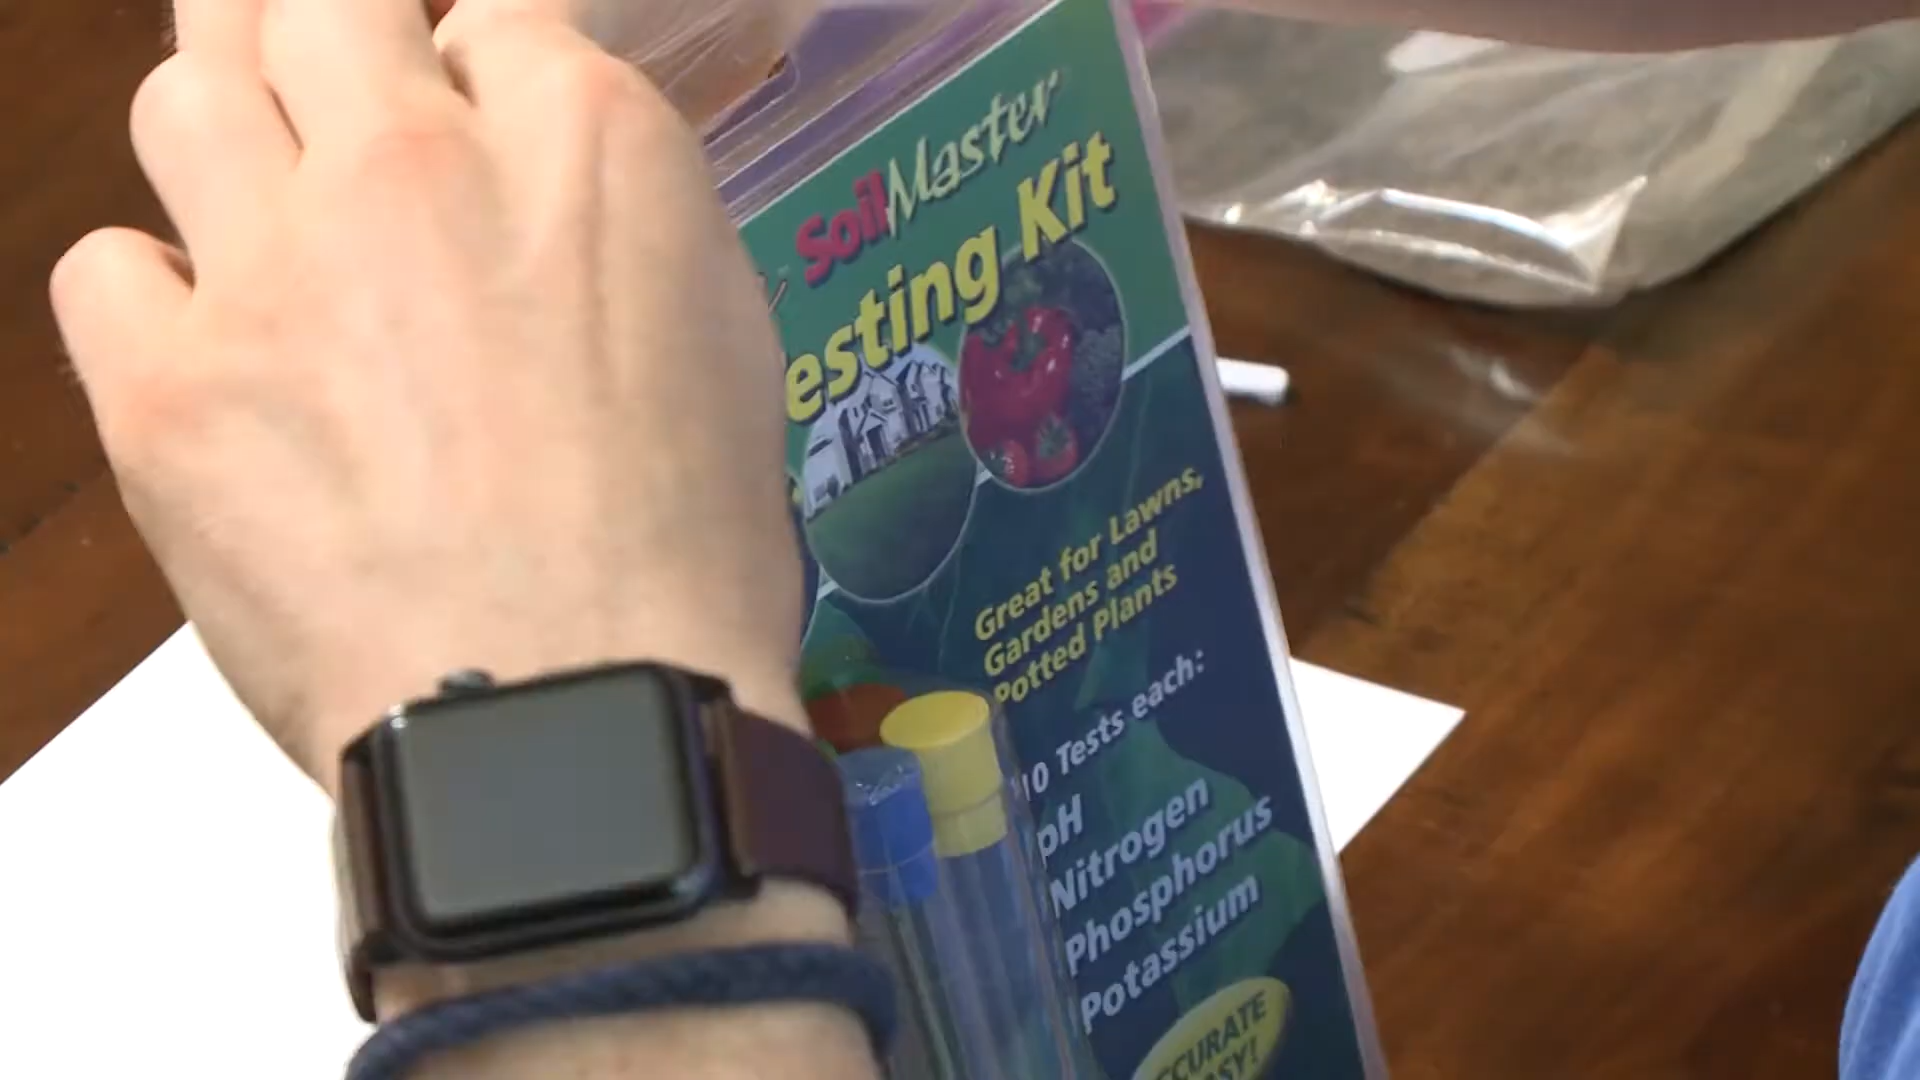 SoilMaster
esting Kit
Great for Lawns,
Gardens and
Potted Plants
10 Tests each:
pH
Nitrogen
Phosphorus
Potassium
CCURATE
ASY!